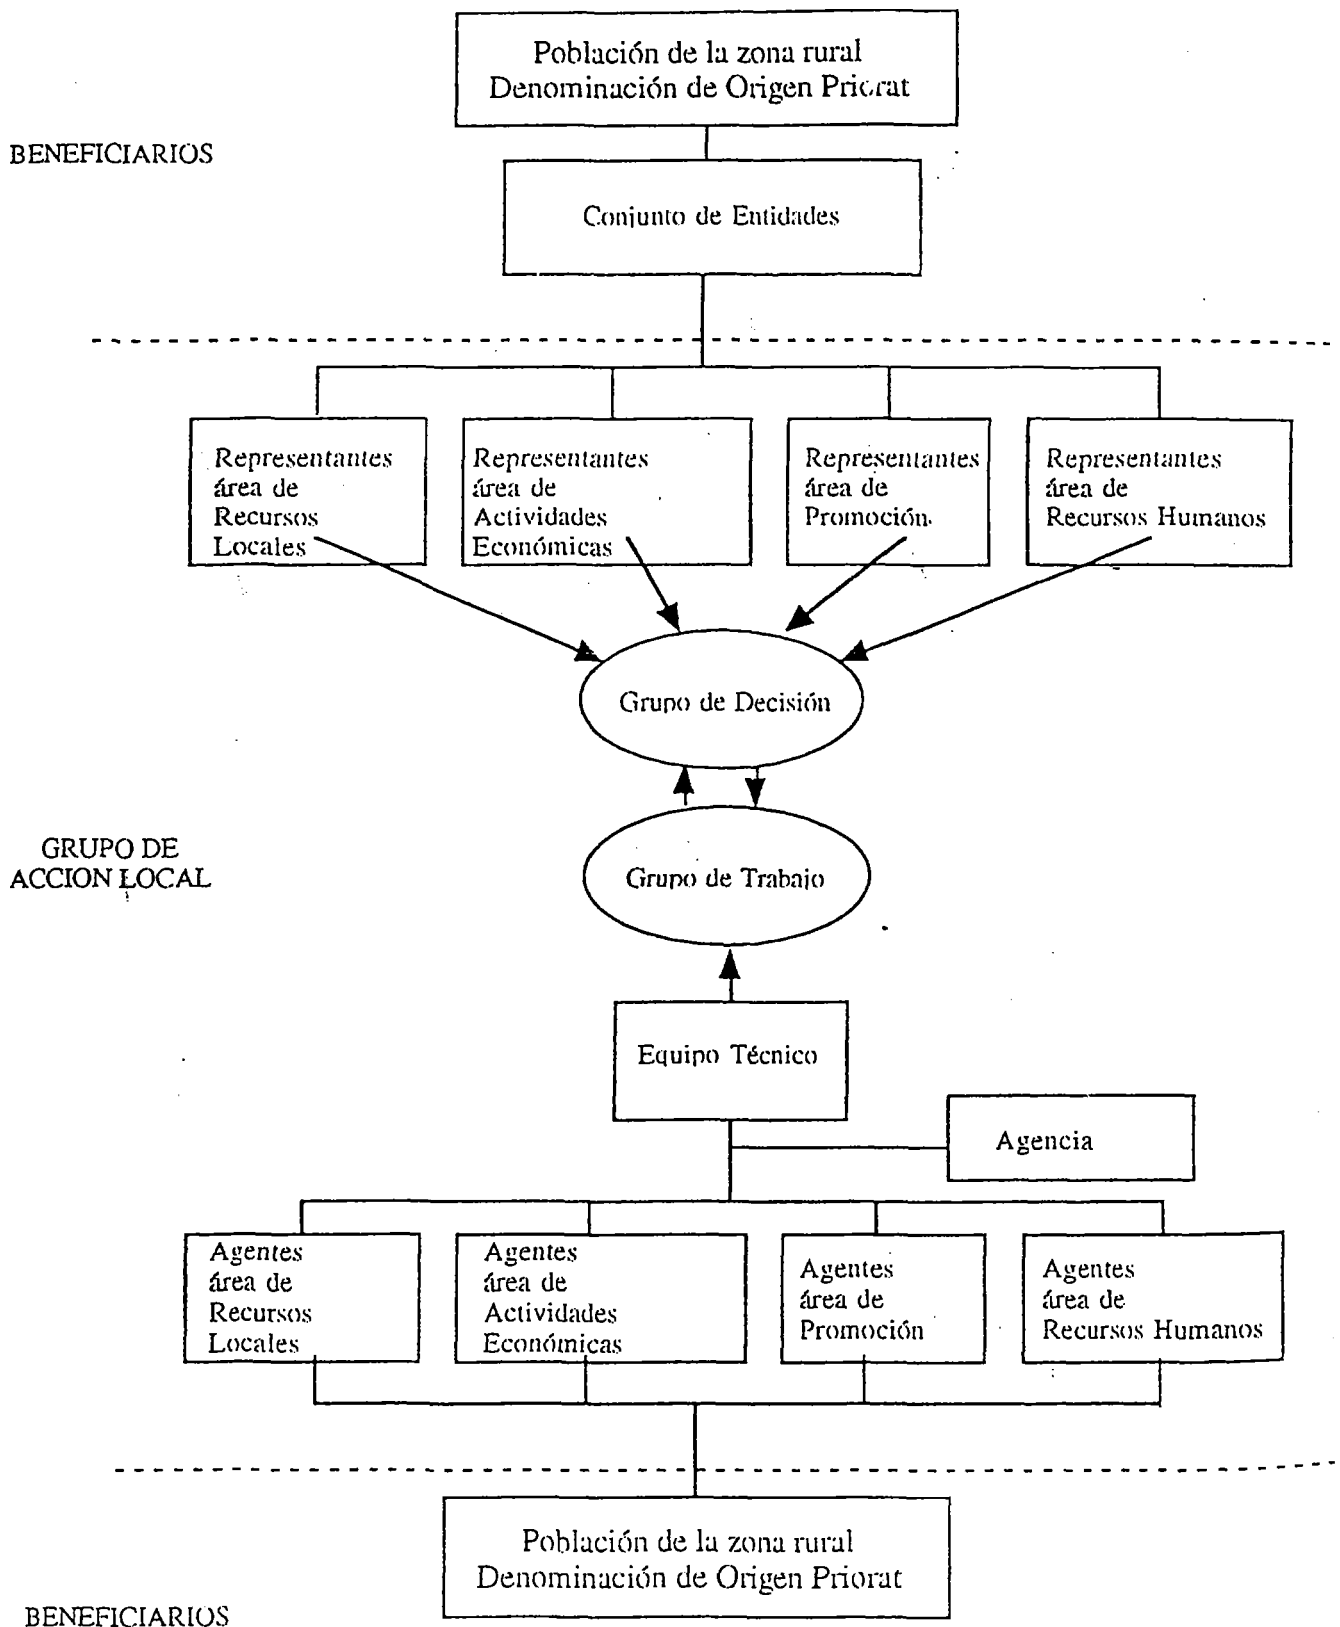 Población de la zona rural
Denominación de Origen Priorat
BENEFICIARIOS
Conjunto de Entidades
Representantes
área de
Recursos
Locales
Representantes
área de
Actividades
Económicas
Representantes
área de
Promoción
Representantes
área de
Recursos Humanos
Grupo de Decisión
GRUPO DE
ACCION LOCAL
Grupo de Trabajo
Equipo Técnico
Agencia
Agentes
área de
Recursos
Locales
Agentes
área de
Actividades
Económicas
Agentes
área de
Promoción
Agentes
área de
Recursos Humanos
Población de la zona rural
Denominación de Origen Priorat
BENEFICIARIOS